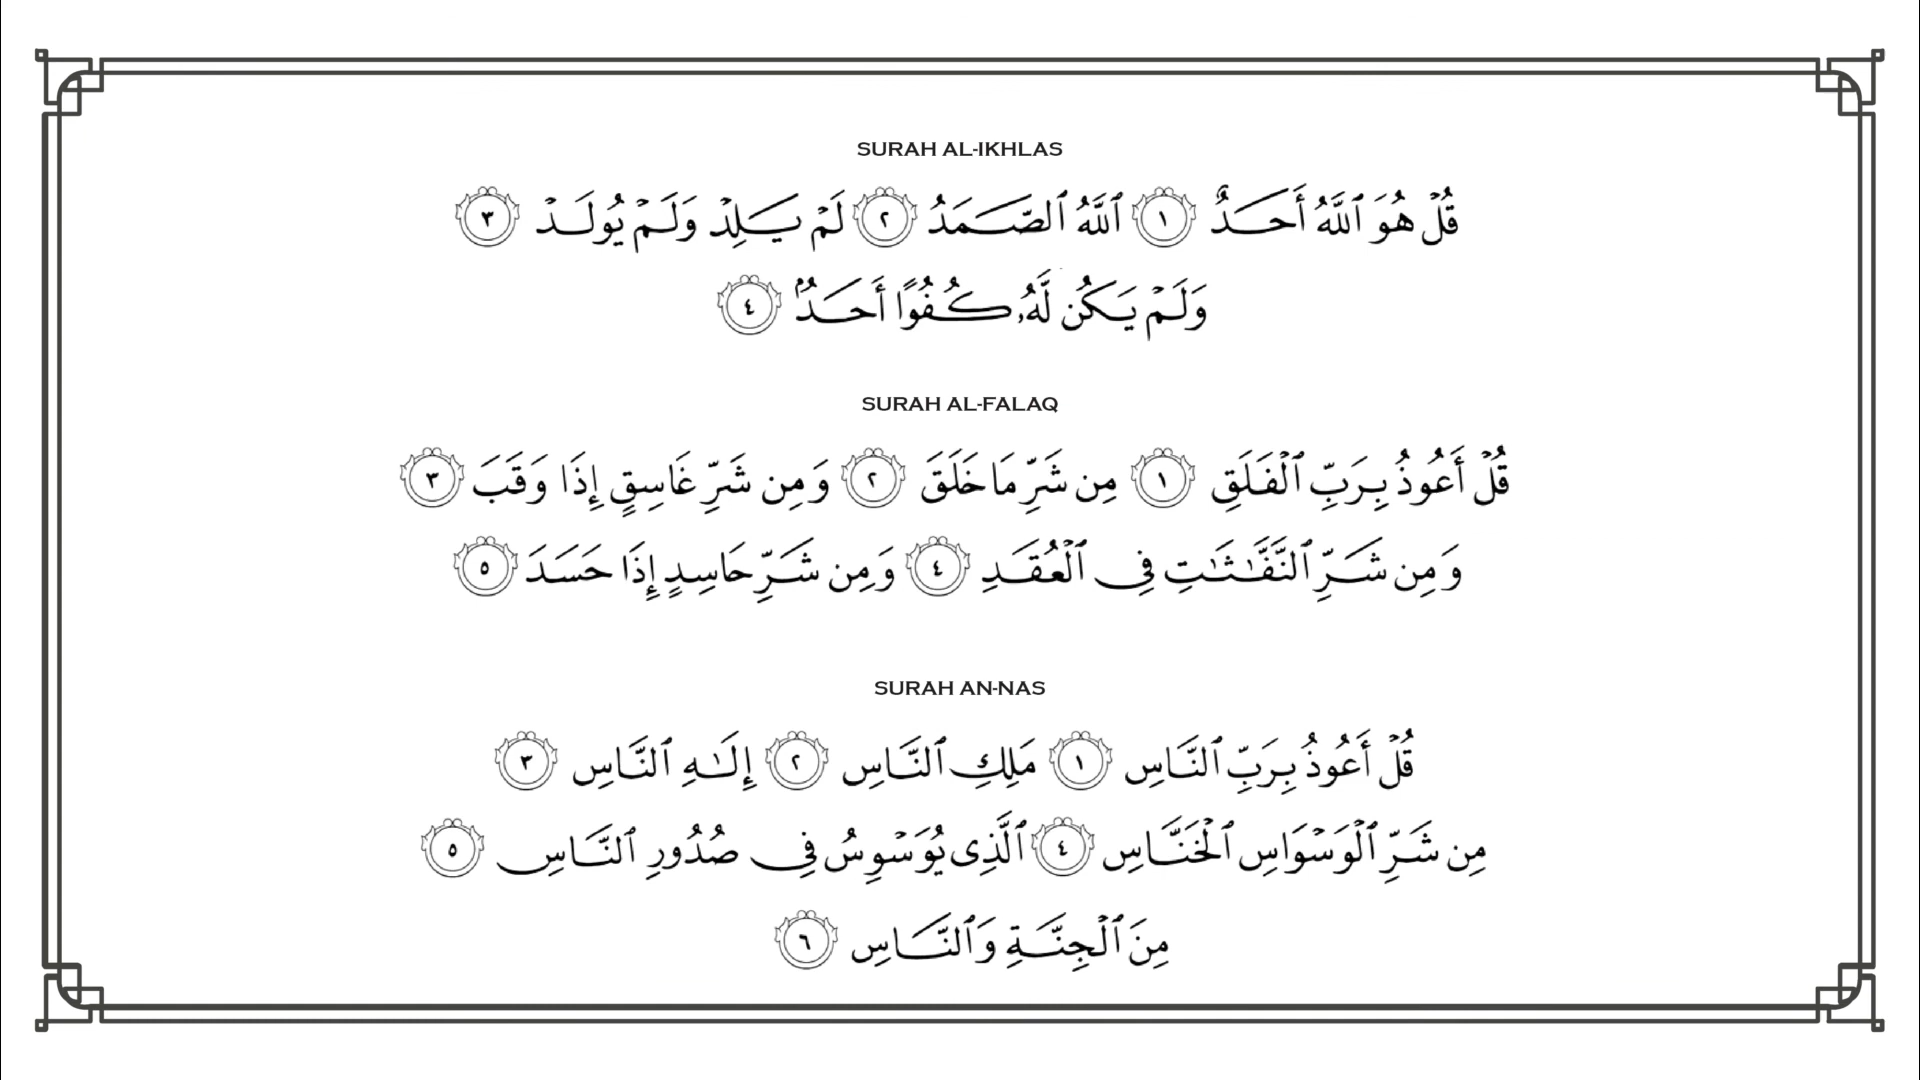 SURAH AL-IKHLAS
قُلْ هُوَ ٱللَّهُ أَحَدٌ ١ ٱللَّهُ ٱلصَّمَدُ ٢ لَمْ يَلِدْ وَلَمْ يُولَدْ ٣
وَلَمْ يَكُن لَّهُۥ كُفُوًا أَحَدٌۢ ٤
SURAH AL-FALAQ
قُلْ أَعُوذُ بِرَبِّ ٱلْفَلَقِ ١ مِن شَرِّ مَا خَلَقَ ٢ وَمِن شَرِّ غَاسِقٍ إِذَا وَقَبَ ٣
وَمِن شَرِّ ٱلنَّفَّٰثَٰتِ فِى ٱلْعُقَدِ ٤ وَمِن شَرِّ حَاسِدٍ إِذَا حَسَدَ ٥
SURAH AN-NAS
قُلْ أَعُوذُ بِرَبِّ ٱلنَّاسِ ١ مَلِكِ ٱلنَّاسِ ٢ إِلَٰهِ ٱلنَّاسِ ٣
مِن شَرِّ ٱلْوَسْوَاسِ ٱلْخَنَّاسِ ٤ ٱلَّذِى يُوَسْوِسُ فِى صُدُورِ ٱلنَّاسِ ٥
مِنَ ٱلْجِنَّةِ وَٱلنَّاسِ ٦